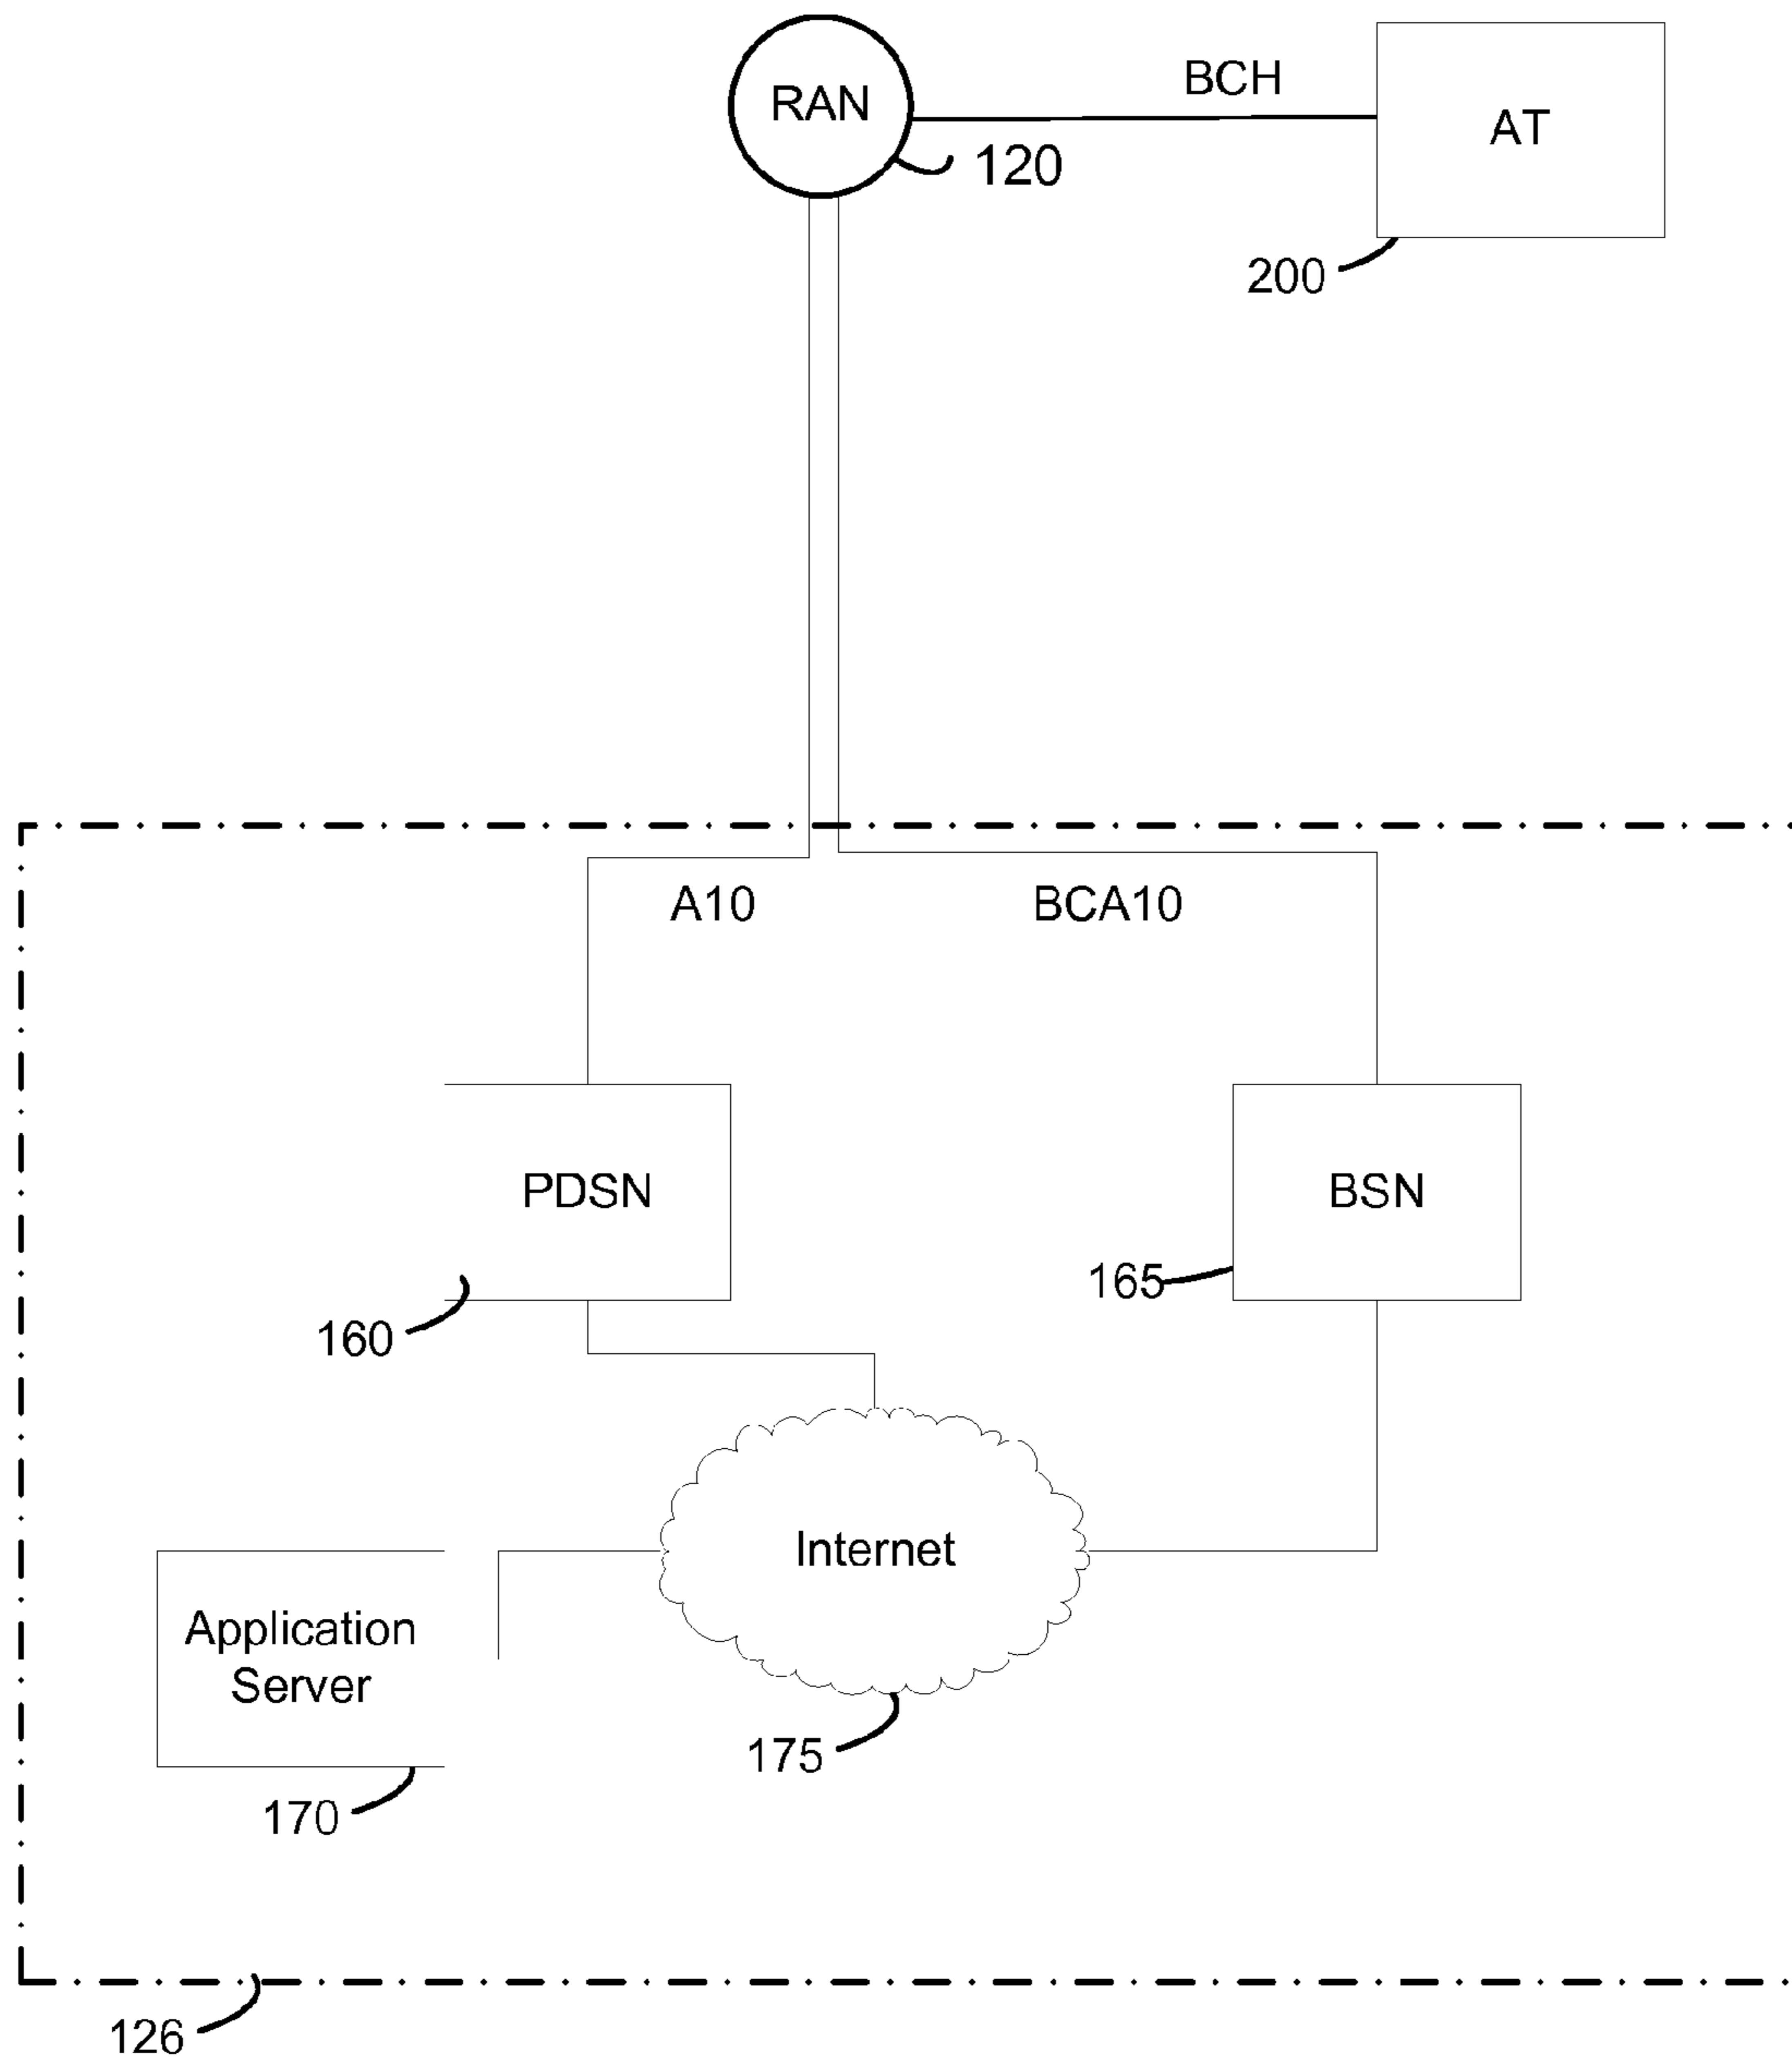 RAN
BCH
AT
120
200
A10
BCA10
PDSN
BSN
165
160
Internet
Application
Server
175
170
126